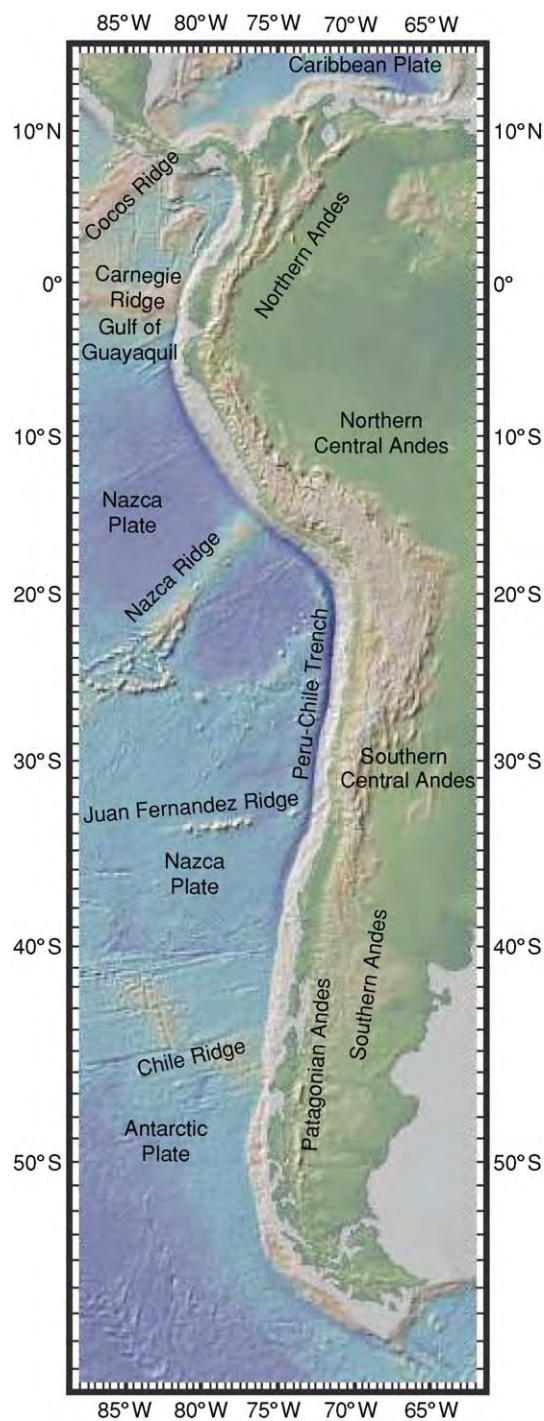 85°W 80°W 75°W 70°W 65°W
Caribbean Plate
10°N 10°N
Cocos Ridge
Northern Andes
Carnegie
Ridge
0° 0°
Gulf of
Guayaquil
Northern
Central Andes
10°S 10°S
Nazca
Plate
Nazca Ridge
20°S 20°S
Peru-Chile Trench
30°S 30°S
Southern
Central Andes
Juan Fernandez Ridge
Nazca
Plate
40°S 40°S
Southern Andes
Patagonian Andes
Chile Ridge
Antarctic
Plate
50°S 50°S
85°W 80°W 75°W 70°W 65°W